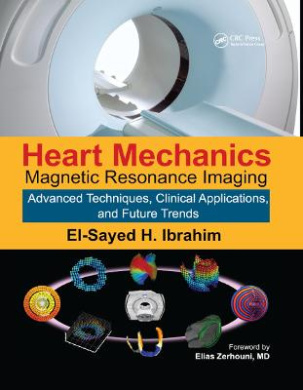 CRC Press
Heart Mechanics
Magnetic Resonance Imaging
Advanced Techniques, Clinical Applications,
and Future Trends
El-Sayed H. Ibrahim
Foreword by
Elias Zerhouni, MD